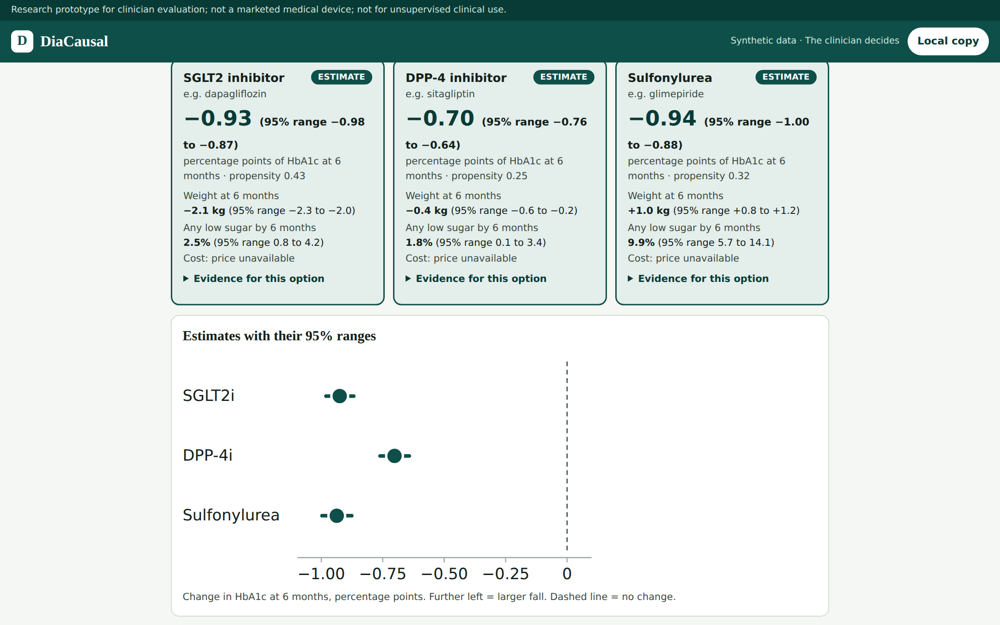 Research prototype for clinician evaluation; not a marketed medical device; not for unsupervised clinical use.
D DiaCausal
Synthetic data · The clinician decides
Local copy
SGLT2 inhibitor
ESTIMATE
e.g. dapagliflozin
−0.93 (95% range −0.98
to −0.87)
percentage points of HbA1c at 6
months · propensity 0.43
Weight at 6 months
−2.1 kg (95% range −2.3 to −2.0)
Any low sugar by 6 months
2.5% (95% range 0.8 to 4.2)
Cost: price unavailable
▶ Evidence for this option
DPP-4 inhibitor
ESTIMATE
e.g. sitagliptin
−0.70 (95% range −0.76
to −0.64)
percentage points of HbA1c at 6
months · propensity 0.25
Weight at 6 months
−0.4 kg (95% range −0.6 to −0.2)
Any low sugar by 6 months
1.8% (95% range 0.1 to 3.4)
Cost: price unavailable
▶ Evidence for this option
Sulfonylurea
ESTIMATE
e.g. glimepiride
−0.94 (95% range −1.00
to −0.88)
percentage points of HbA1c at 6
months · propensity 0.32
Weight at 6 months
+1.0 kg (95% range +0.8 to +1.2)
Any low sugar by 6 months
9.9% (95% range 5.7 to 14.1)
Cost: price unavailable
▶ Evidence for this option
Estimates with their 95% ranges
SGLT2i
DPP-4i
Sulfonylurea
−1.00 −0.75 −0.50 −0.25 0
Change in HbA1c at 6 months, percentage points. Further left = larger fall. Dashed line = no change.